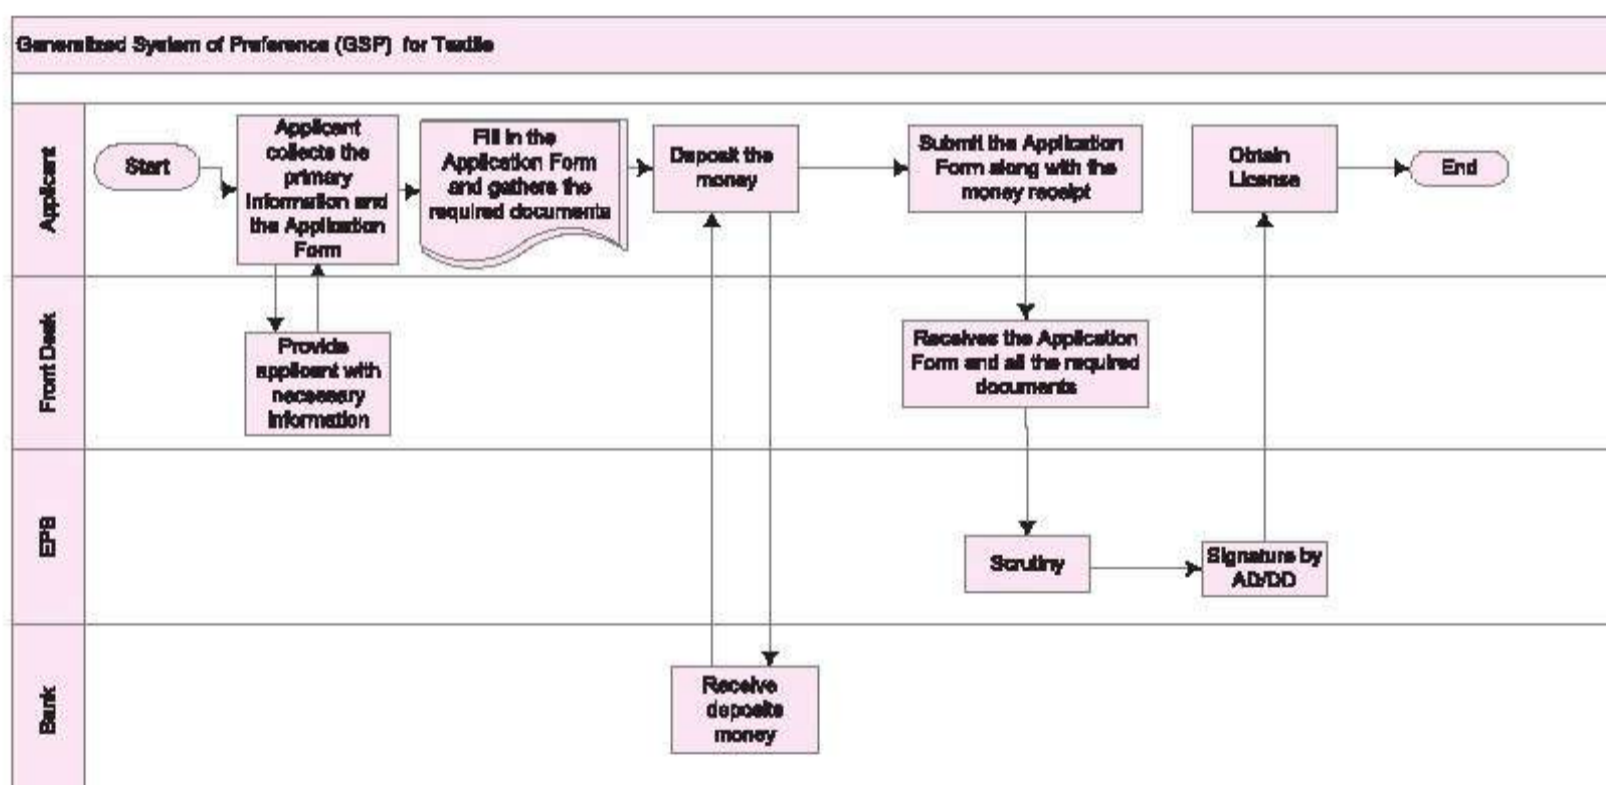 Generalized System of Preference (GSP) for Textile
Applicant
Start
Applicant
collects the
primary
Information and
the Application
Form
Fill in the
Application Form
and gathers the
required documents
Deposit the
money
Submit the Application
Form along with the
money receipt
Obtain
License
End
Front Desk
Provide
applicant with
necessary
Information
Receives the Application
Form and all the required
documents
EPB
Scrutiny
Signature by
AD/DD
Bank
Receive
deposits
money